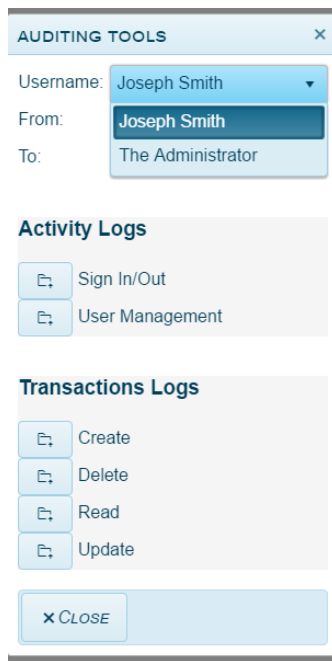 AUDITING TOOLS ×
Username: Joseph Smith
From: Joseph Smith
To: The Administrator
Activity Logs
Sign In/Out
User Management
Transactions Logs
Create
Delete
Read
Update
× CLOSE